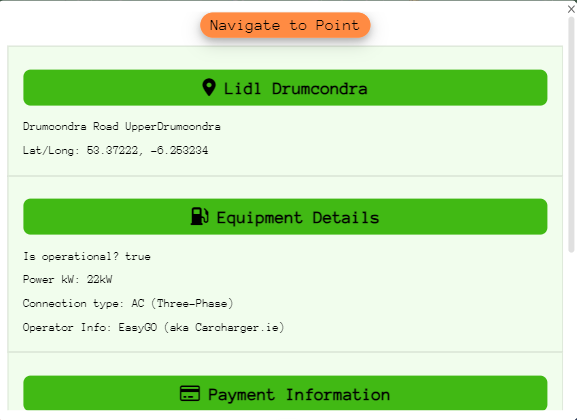 Navigate to Point
Lidl Drumcondra
Drumcondra Road UpperDrumcondra
Lat/Long: 53.37222, -6.253234
Equipment Details
Is operational? true
Power kW: 22kW
Connection type: AC (Three-Phase)
Operator Info: EasyGO (aka Carcharger.ie)
Payment Information